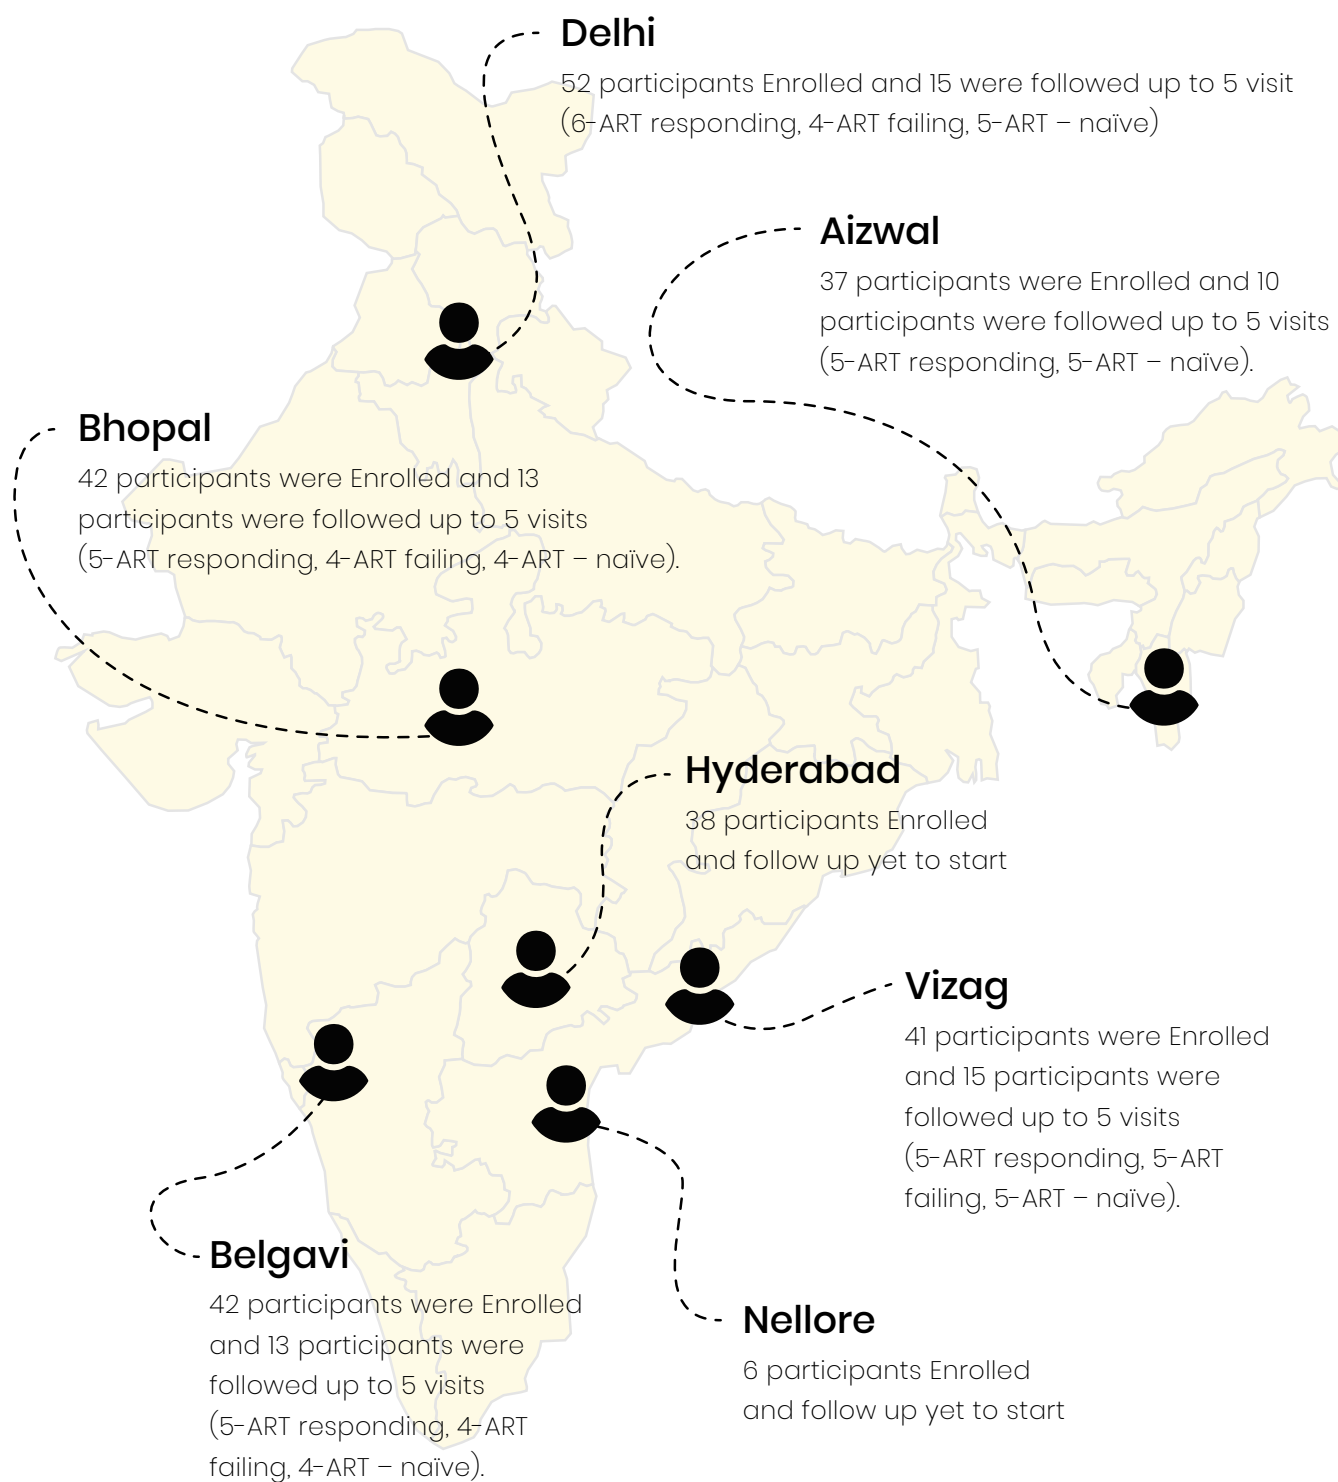 Delhi
52 participants Enrolled and 15 were followed up to 5 visit
(6-ART responding, 4-ART failing, 5-ART – naïve)
Aizwal
37 participants were Enrolled and 10
participants were followed up to 5 visits
(5-ART responding, 5-ART – naïve).
Bhopal
42 participants were Enrolled and 13
participants were followed up to 5 visits
(5-ART responding, 4-ART failing, 4-ART – naïve).
Hyderabad
38 participants Enrolled
and follow up yet to start
Vizag
41 participants were Enrolled
and 15 participants were
followed up to 5 visits
(5-ART responding, 5-ART
failing, 5-ART – naïve).
Belgavi
42 participants were Enrolled
and 13 participants were
followed up to 5 visits
(5-ART responding, 4-ART
failing, 4-ART – naïve).
Nellore
6 participants Enrolled
and follow up yet to start